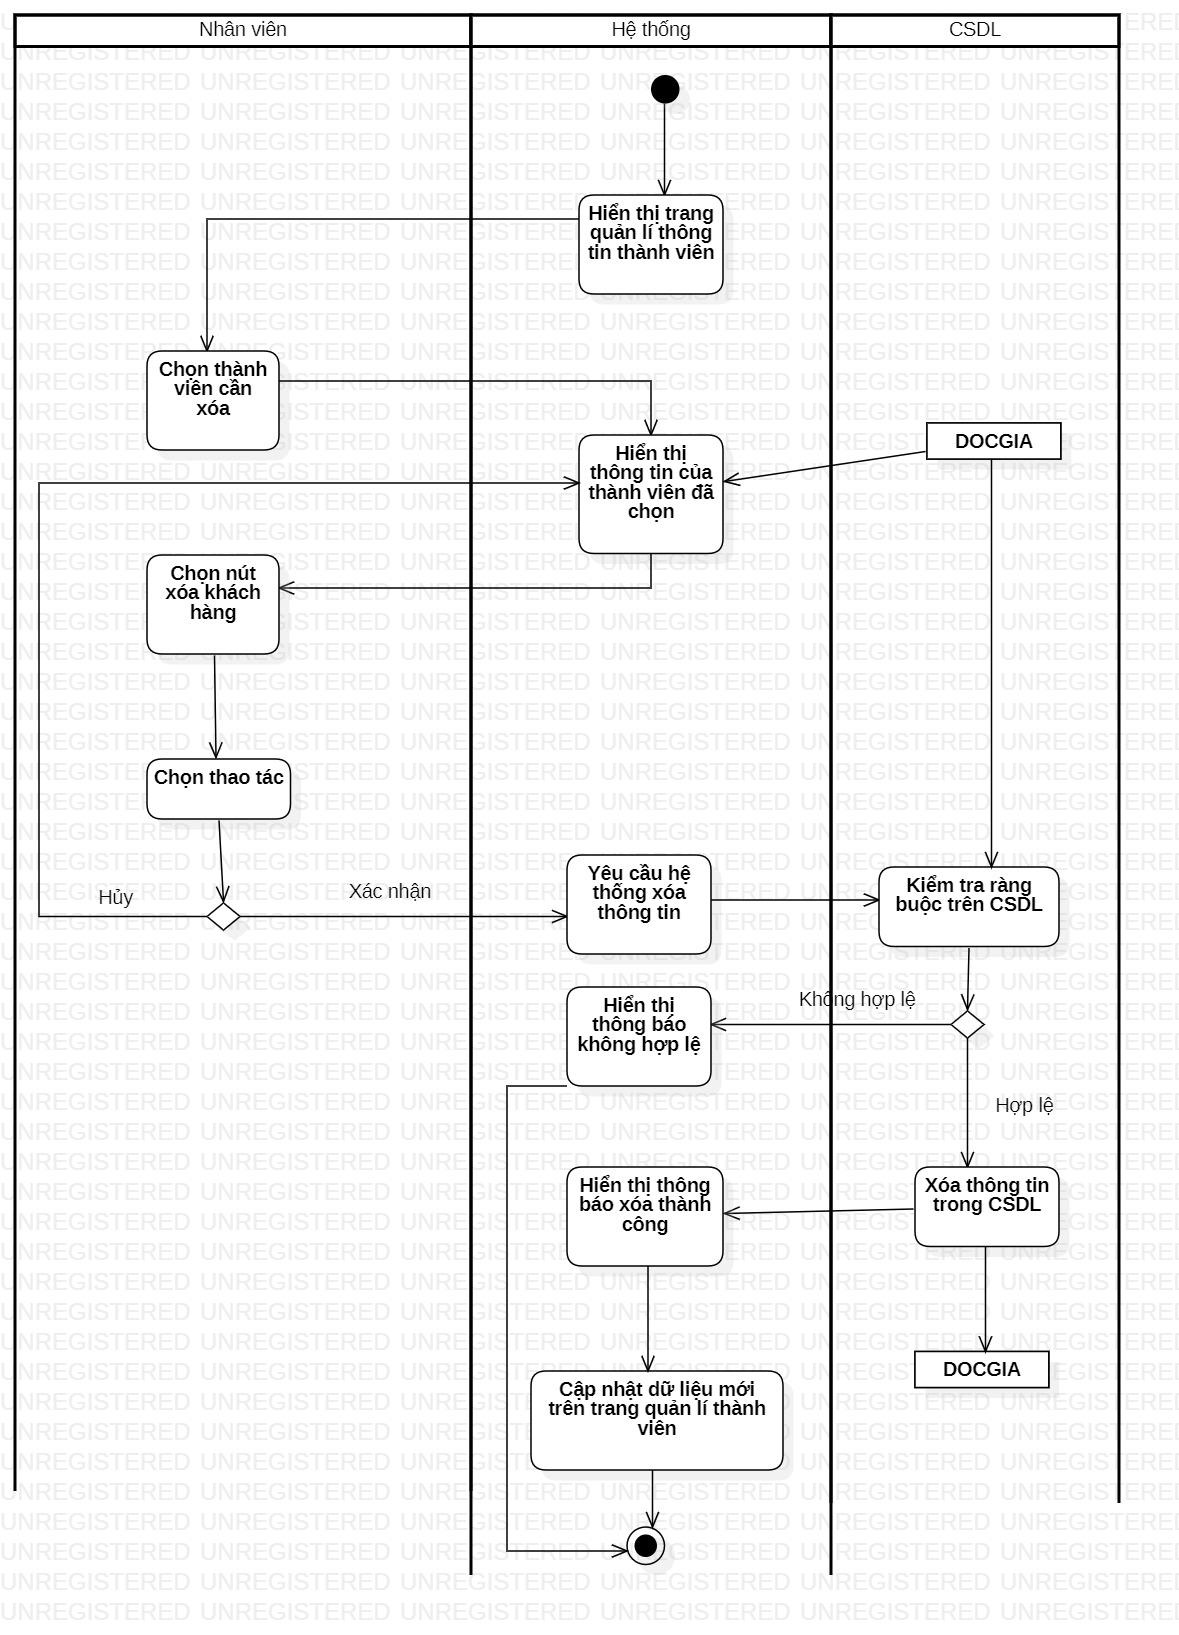 Nhân viên
Hệ thống
CSDL
Hiển thị trang
quản lí thông
tin thành viên
Chọn thành
viên cần
xóa
Hiển thị
thông tin của
thành viên đã
chọn
DOCGIA
Chọn nút
xóa khách
hàng
Chọn thao tác
Hủy
Xác nhận
Yêu cầu hệ
thống xóa
thông tin
Kiểm tra ràng
buộc trên CSDL
Không hợp lệ
Hiển thị
thông báo
không hợp lệ
Hợp lệ
Hiển thị thông
báo xóa thành
công
Xóa thông tin
trong CSDL
DOCGIA
Cập nhật dữ liệu mới
trên trang quản lí thành
viên
UNREGISTERED